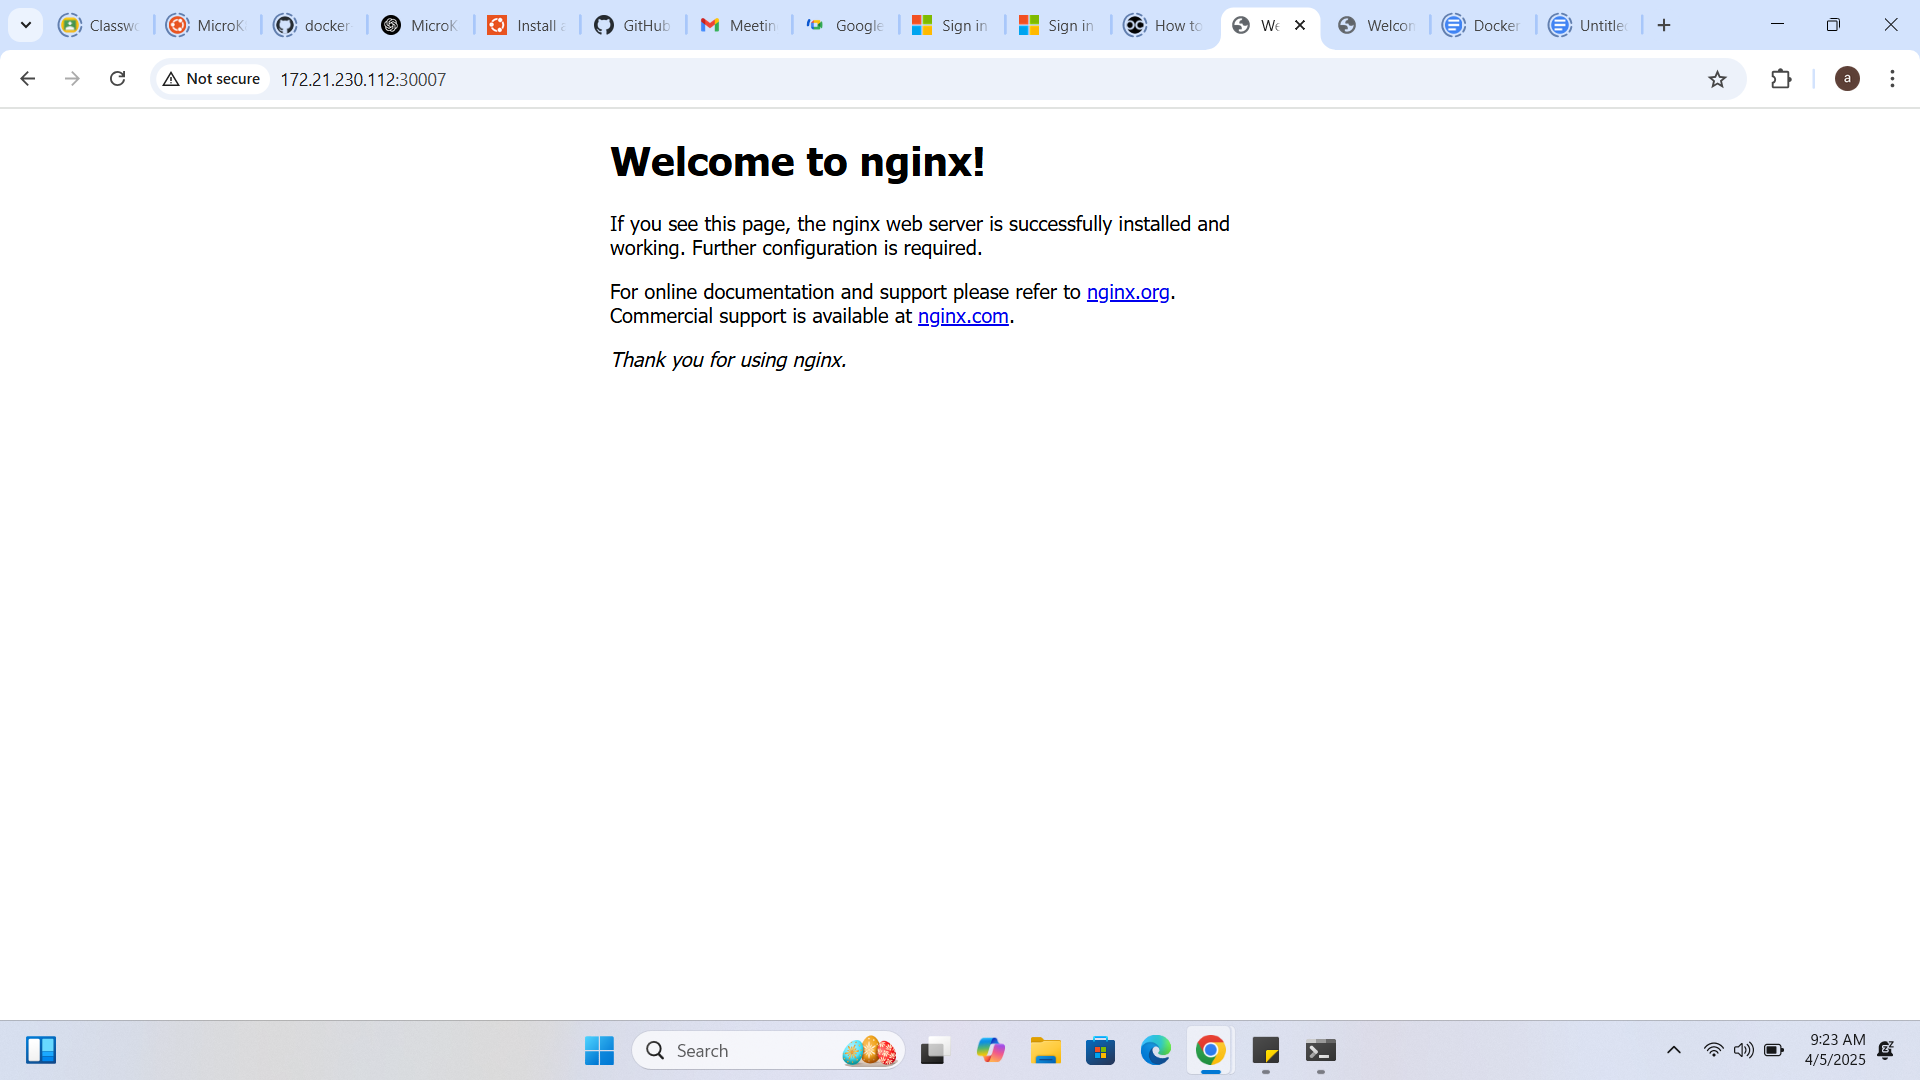 Classwo
MicroK
docker
MicroK
Install a
GitHub
Meetin
Google
Sign in
Sign in
How to
We
Welcon
Docker
Untitled
Not secure
172.21.230.112:30007
a
Welcome to nginx!
If you see this page, the nginx web server is successfully installed and
working. Further configuration is required.
For online documentation and support please refer to nginx.org.
Commercial support is available at nginx.com.
Thank you for using nginx.
Search
9:23 AM
4/5/2025